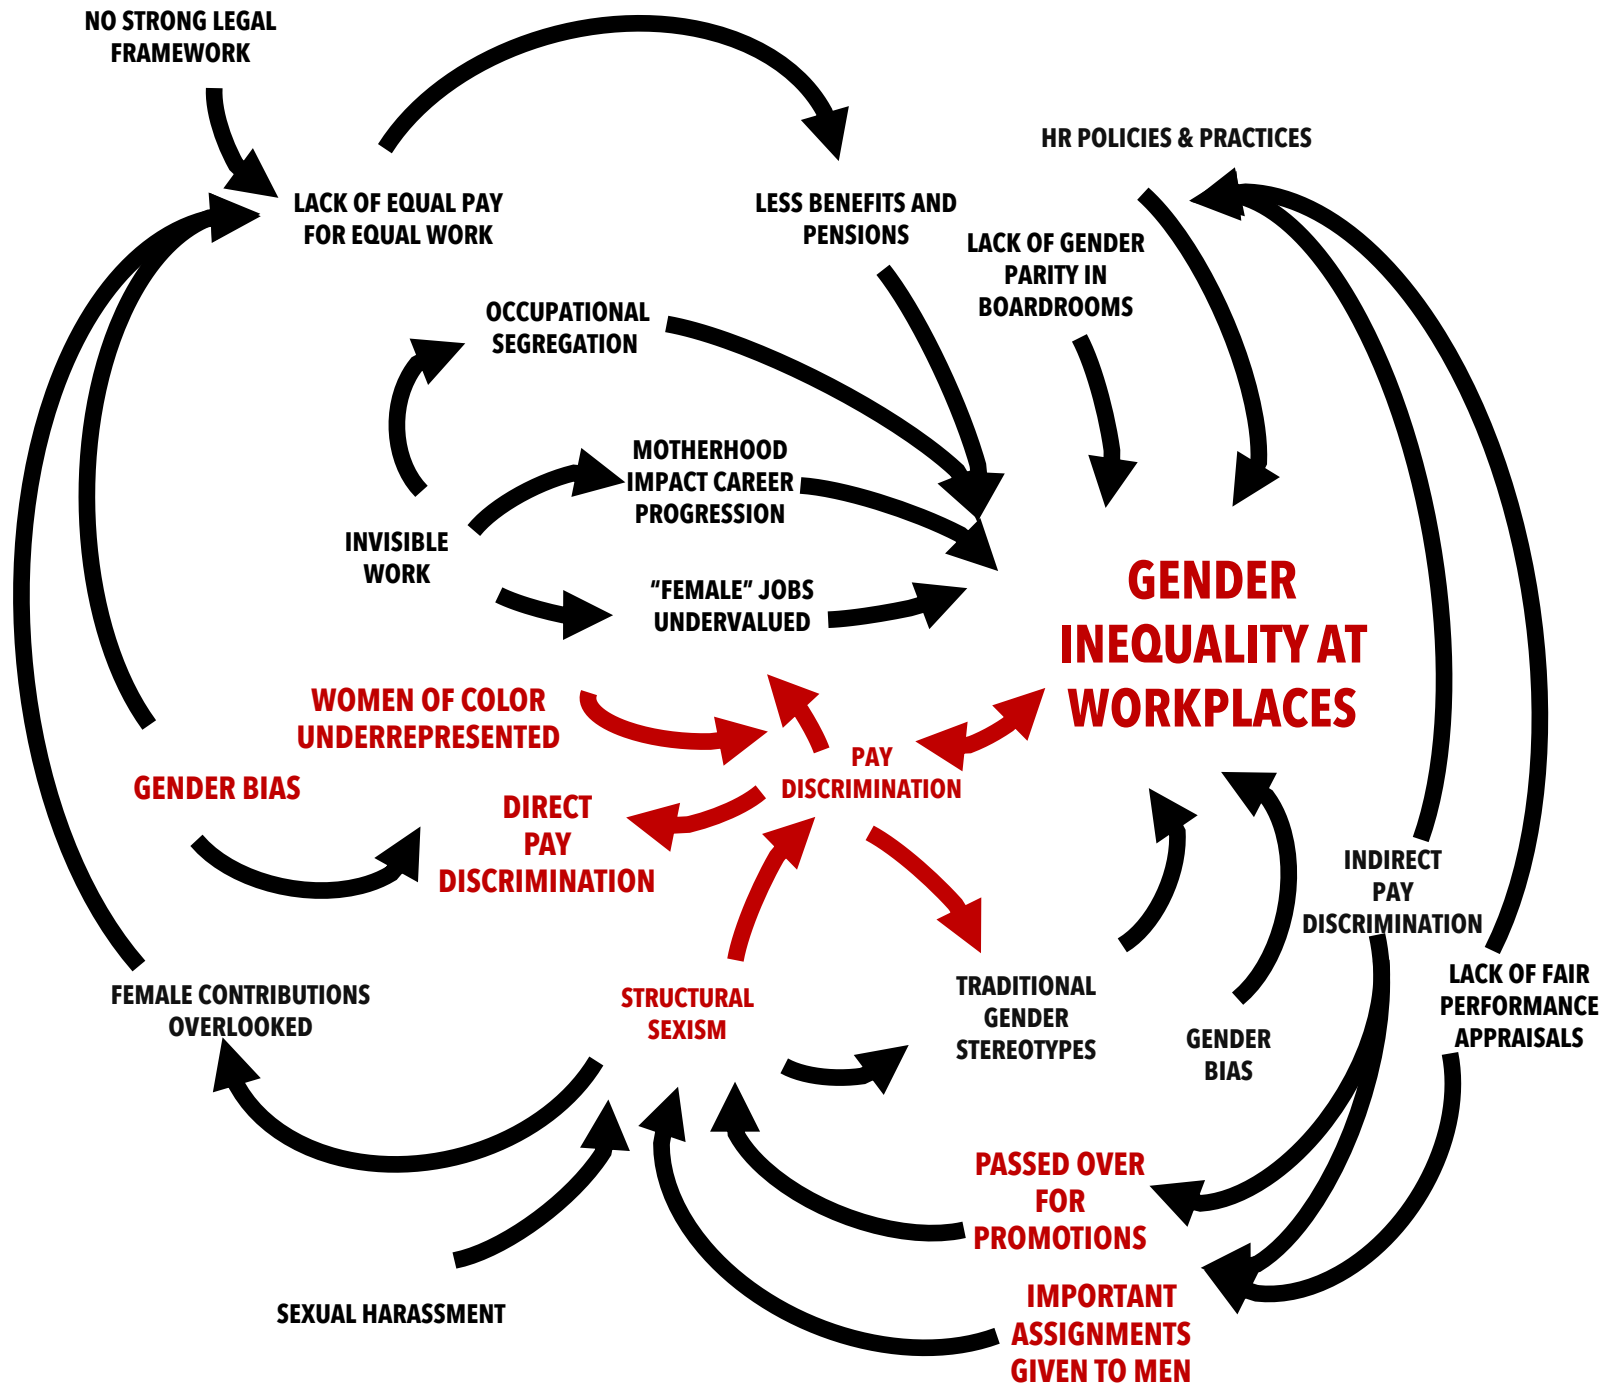 NO STRONG LEGAL
FRAMEWORK
HR POLICIES & PRACTICES
LACK OF EQUAL PAY
FOR EQUAL WORK
LESS BENEFITS AND
PENSIONS
LACK OF GENDER
PARITY IN
BOARDROOMS
OCCUPATIONAL
SEGREGATION
MOTHERHOOD
IMPACT CAREER
PROGRESSION
INVISIBLE
WORK
“FEMALE” JOBS
UNDERVALUED
GENDER
INEQUALITY AT
WORKPLACES
WOMEN OF COLOR
UNDERREPRESENTED
PAY
DISCRIMINATION
GENDER BIAS
DIRECT
PAY
DISCRIMINATION
INDIRECT
PAY
DISCRIMINATION
FEMALE CONTRIBUTIONS
OVERLOOKED
STRUCTURAL
SEXISM
TRADITIONAL
GENDER
STEREOTYPES
GENDER
BIAS
LACK OF FAIR
PERFORMANCE
APPRAISALS
PASSED OVER
FOR
PROMOTIONS
SEXUAL HARASSMENT
IMPORTANT
ASSIGNMENTS
GIVEN TO MEN